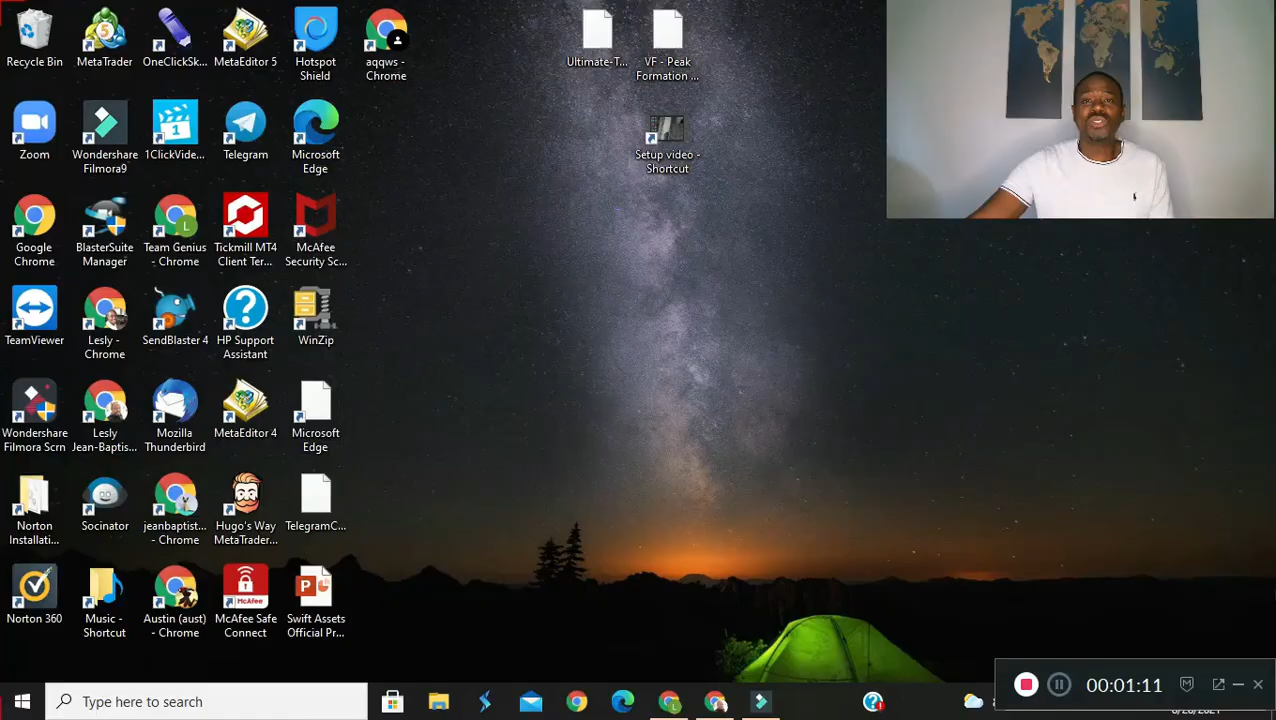 Recycle Bin
MetaTrader
OneClickSk...
MetaEditor 5
Hotspot
Shield
aqqws -
Chrome
Ultimate-T...
VF - Peak
Formation ...
Zoom
Wondershare
Filmora9
1ClickVide...
Telegram
Microsoft
Edge
Setup video -
Shortcut
Google
Chrome
BlasterSuite
Manager
Team Genius
- Chrome
Tickmill MT4
Client Ter...
McAfee
Security Sc...
TeamViewer
Lesly -
Chrome
SendBlaster 4
HP Support
Assistant
WinZip
Wondershare
Filmora Scrn
Lesly
Jean-Baptis...
Mozilla
Thunderbird
MetaEditor 4
Microsoft
Edge
Norton
Installati...
Socinator
jeanbaptist...
- Chrome
Hugo's Way
MetaTrader...
TelegramC...
Norton 360
Music -
Shortcut
Austin (aust)
- Chrome
McAfee Safe
Connect
Swift Assets
Official Pr...
Type here to search
00:01:11